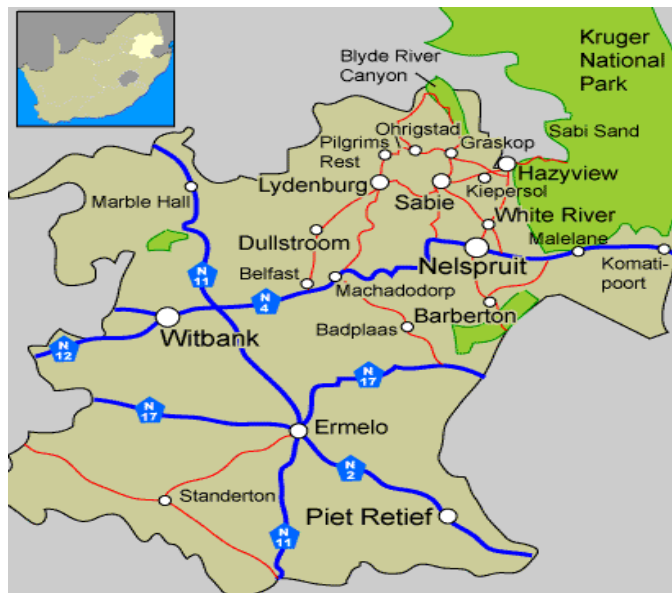 Kruger
National
Park
Blyde River
Canyon
Sabi Sand
Ohrigstad
Graskop
Pilgrims
Rest
Hazyview
Lydenburg
Kiepersol
Sabie
Marble Hall
White River
Dullstroom
Malelane
Nelspruit
Komati-
poort
Belfast
Machadodorp
N
11
N
4
Barberton
Witbank
Badplaas
N
12
N
17
N
17
Ermelo
N
2
Standerton
Piet Retief
N
11